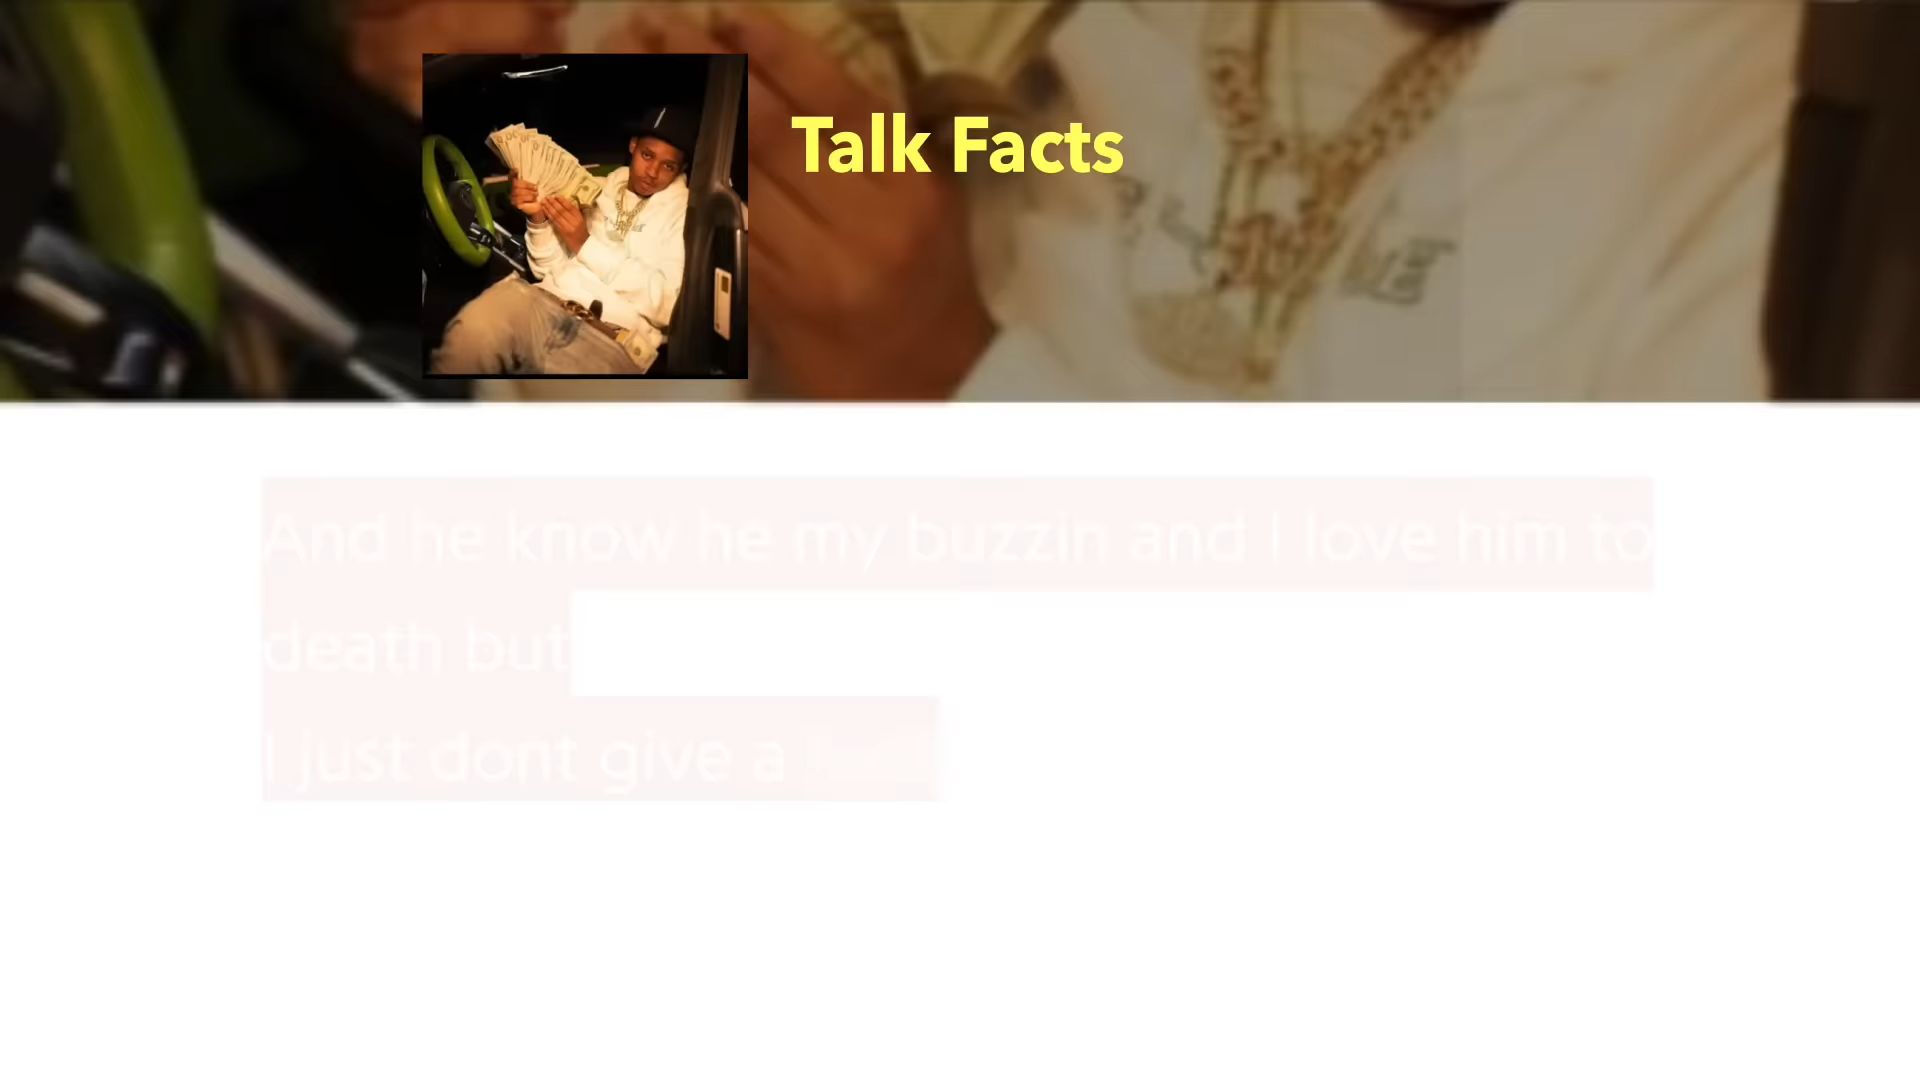 Talk Facts
And he know he my buzzin and I love him to
death but
I just dont give a